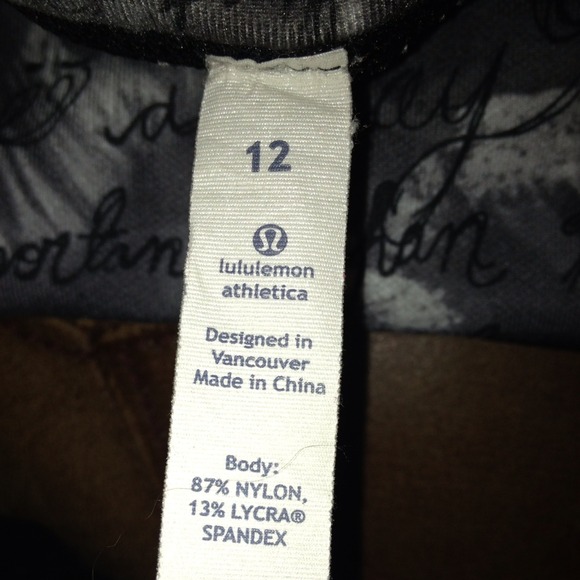 12
lululemon
athletica
Designed in
Vancouver
Made in China
Body:
87% NYLON,
13% LYCRA®
SPANDEX